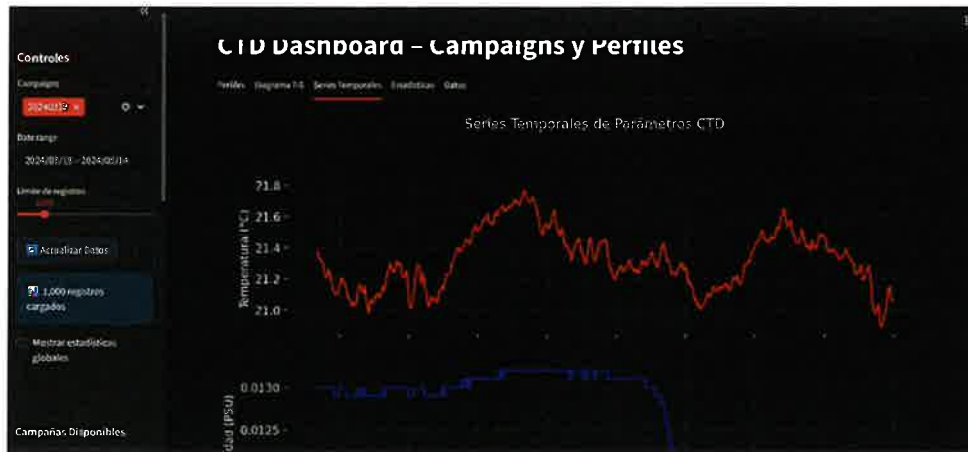 CTD Dashboard – Campaigns y Perfiles
Controles
Campaigns
Date range
2024/03/13 – 2024/05/14
Límite de registros
Actualizar Datos
1,000 registros
cargados
Mostrar estadísticas
globales
Campañas Disponibles
Perfiles Diagrama T-S Series Temporales Estadísticas Datos
Series Temporales de Parámetros CTD
Temperatura (°C)
21.8
21.6
21.4
21.2
21.0
dad (PSU)
0.0130
0.0125